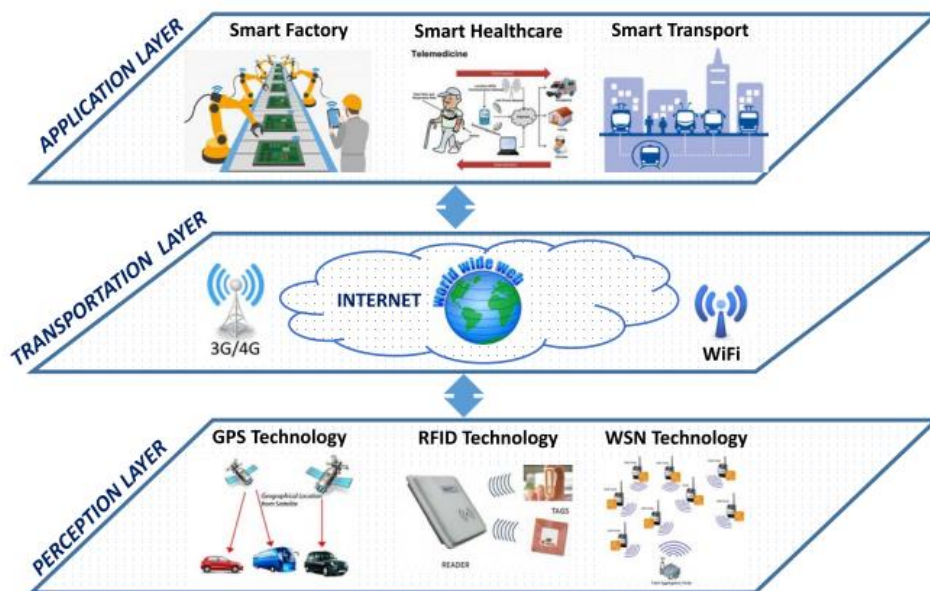 APPLICATION LAYER
Smart Factory
Smart Healthcare
Smart Transport
Telemedicine
TRANSPORTATION LAYER
3G/4G
INTERNET
world wide web
WiFi
PERCEPTION LAYER
GPS Technology
RFID Technology
WSN Technology
Geographical Location
from Satellite
TAGS
READER